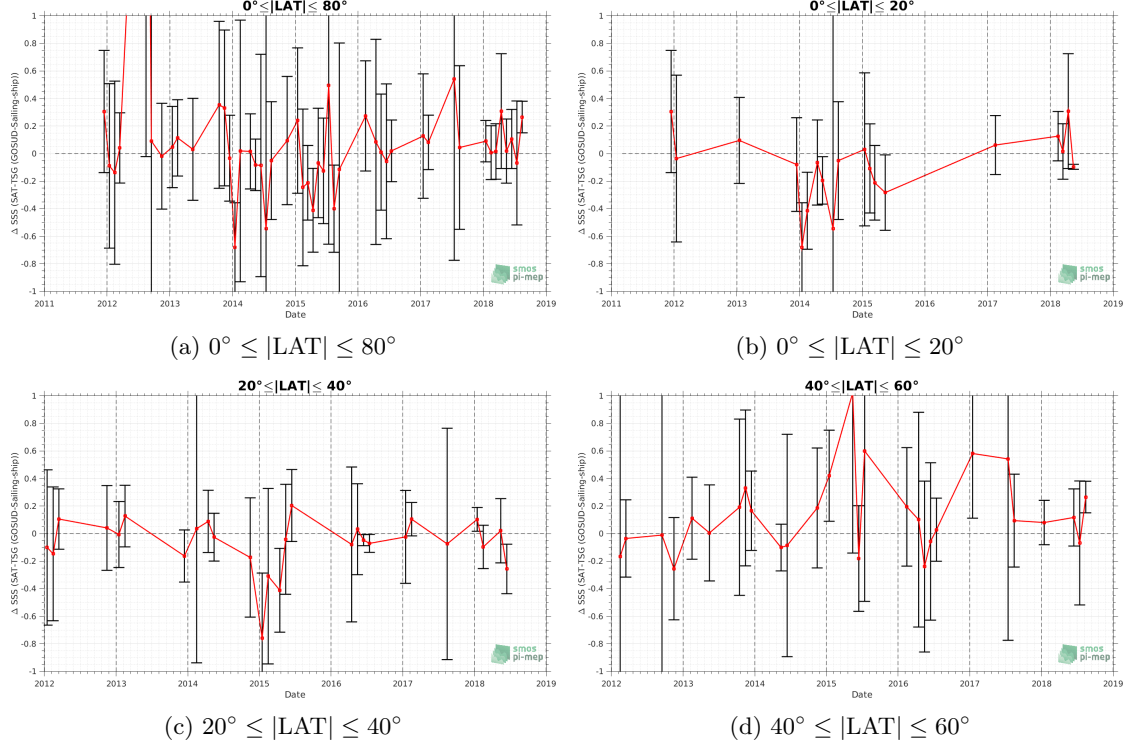 0°≤|LAT|≤ 80°
Δ SSS (SAT-TSG (GOSUD-Sailing-ship))
1
0.8
0.6
0.4
0.2
0
-0.2
-0.4
-0.6
-0.8
-1
2011 2012 2013 2014 2015 2016 2017 2018 2019
Date
smos
pi-mep
(a) 0° ≤ |LAT| ≤ 80°
0°≤|LAT|≤ 20°
Δ SSS (SAT-TSG (GOSUD-Sailing-ship))
1
0.8
0.6
0.4
0.2
0
-0.2
-0.4
-0.6
-0.8
-1
2011 2012 2013 2014 2015 2016 2017 2018 2019
Date
smos
pi-mep
(b) 0° ≤ |LAT| ≤ 20°
20°≤|LAT|≤ 40°
Δ SSS (SAT-TSG (GOSUD-Sailing-ship))
1
0.8
0.6
0.4
0.2
0
-0.2
-0.4
-0.6
-0.8
-1
2012 2013 2014 2015 2016 2017 2018 2019
Date
smos
pi-mep
(c) 20° ≤ |LAT| ≤ 40°
40°≤|LAT|≤ 60°
Δ SSS (SAT-TSG (GOSUD-Sailing-ship))
1
0.8
0.6
0.4
0.2
0
-0.2
-0.4
-0.6
-0.8
-1
2012 2013 2014 2015 2016 2017 2018 2019
Date
smos
pi-mep
(d) 40° ≤ |LAT| ≤ 60°